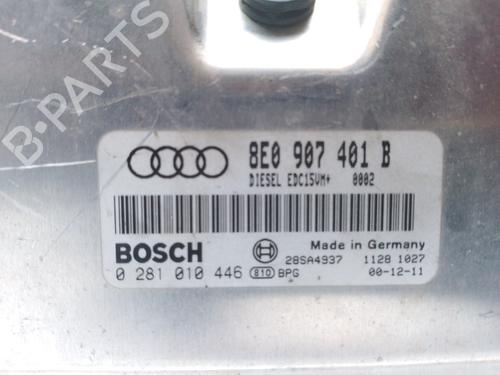 B-PARTS
8E0 907 401 B
DIESEL EDC15VM+ 0002
BOSCH
Made in Germany
28SA4937 1128 1027
0 281 010 446 810 BPG 00-12-11